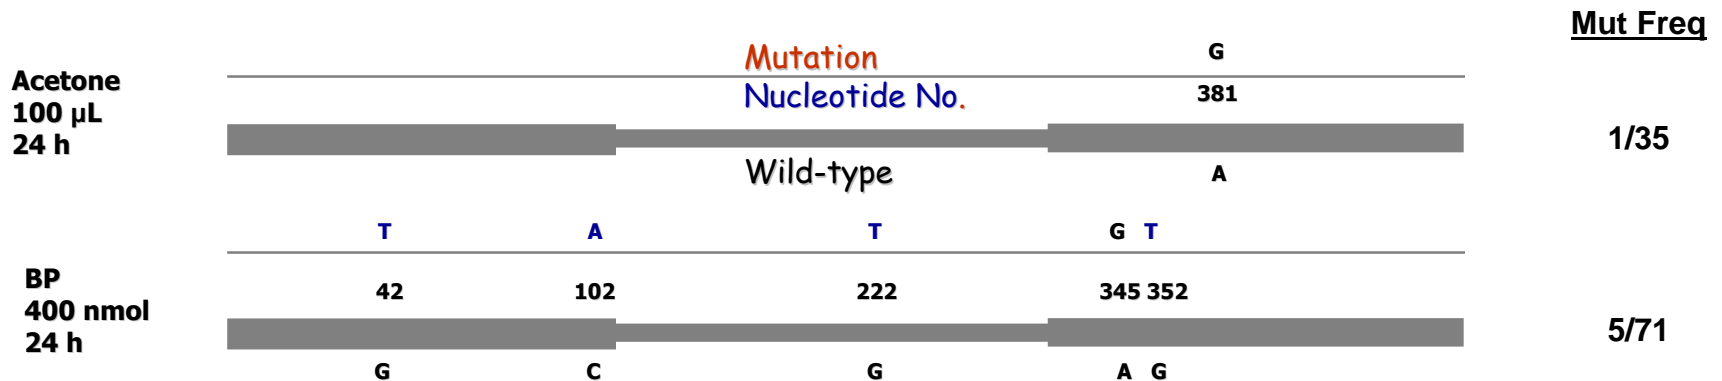 Mut Freq
Mutation G
Acetone
100 µL
24 h
Nucleotide No. 381
1/35
Wild-type A
T A T G T
BP
400 nmol
24 h
42 102 222 345 352
5/71
G C G A G